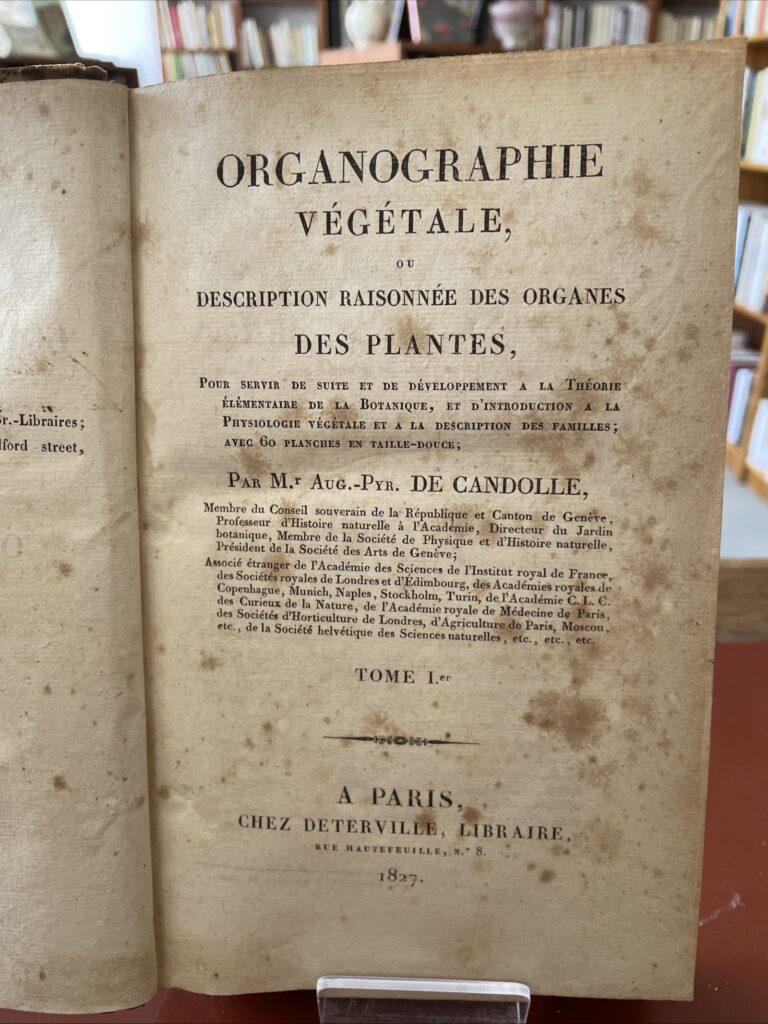 r.-Libraires;
lford street,
ORGANOGRAPHIE
VÉGÉTALE,
OU
DESCRIPTION RAISONNÉE DES ORGANES
DES PLANTES,
Pour servir de suite et de développement a la Théorie
élémentaire de la Botanique, et d'introduction a la
Physiologie végétale et a la description des familles;
avec 60 planches en taille-douce;
Par M.r Aug.-Pyr. DE CANDOLLE,
Membre du Conseil souverain de la République et Canton de Genève,
Professeur d'Histoire naturelle à l'Académie, Directeur du Jardin
botanique, Membre de la Société de Physique et d'Histoire naturelle,
Président de la Société des Arts de Genève;
Associé étranger de l'Académie des Sciences de l'Institut royal de France,
des Sociétés royales de Londres et d'Edimbourg, des Académies royales de
Copenhague, Munich, Naples, Stockholm, Turin, de l'Académie C. L. C.
des Curieux de la Nature, de l'Académie royale de Médecine de Paris,
des Sociétés d'Horticulture de Londres, d'Agriculture de Paris, Moscou,
etc., de la Société helvétique des Sciences naturelles, etc., etc., etc.
TOME I.er
A PARIS,
CHEZ DETERVILLE, LIBRAIRE,
RUE HAUTEFEUILLE, N.° 8.
1827.